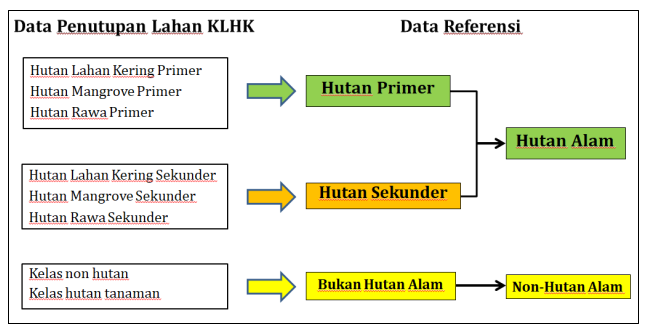 Data Penutupan Lahan KLHK
Data Referensi
Hutan Lahan Kering Primer
Hutan Mangrove Primer
Hutan Rawa Primer
Hutan Primer
Hutan Alam
Hutan Lahan Kering Sekunder
Hutan Mangrove Sekunder
Hutan Rawa Sekunder
Hutan Sekunder
Kelas non hutan
Kelas hutan tanaman
Bukan Hutan Alam
Non-Hutan Alam